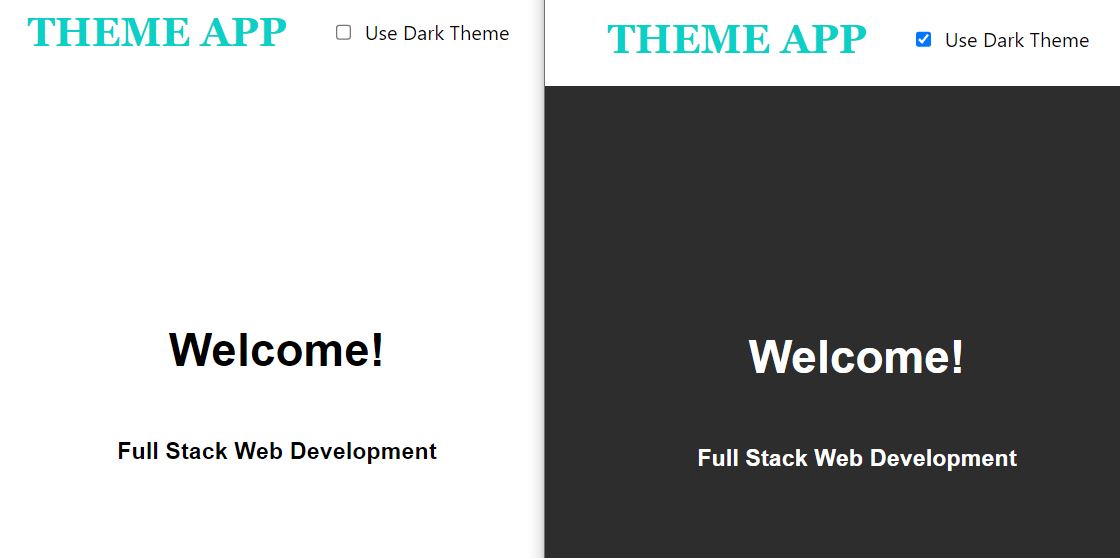 THEME APP
Use Dark Theme
Welcome!
Full Stack Web Development
THEME APP
Use Dark Theme
Welcome!
Full Stack Web Development